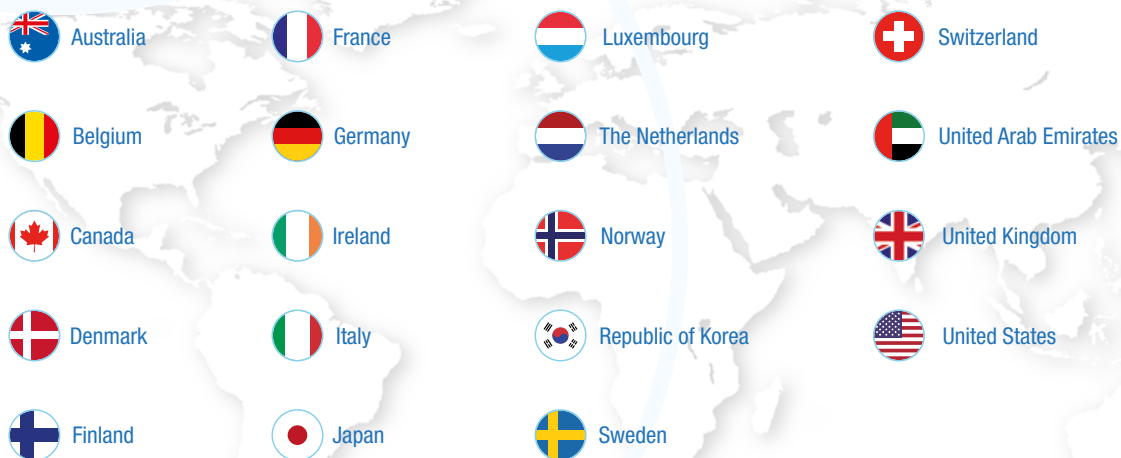 Australia
Belgium
Canada
Denmark
Finland
France
Germany
Ireland
Italy
Japan
Luxembourg
The Netherlands
Norway
Republic of Korea
Sweden
Switzerland
United Arab Emirates
United Kingdom
United States